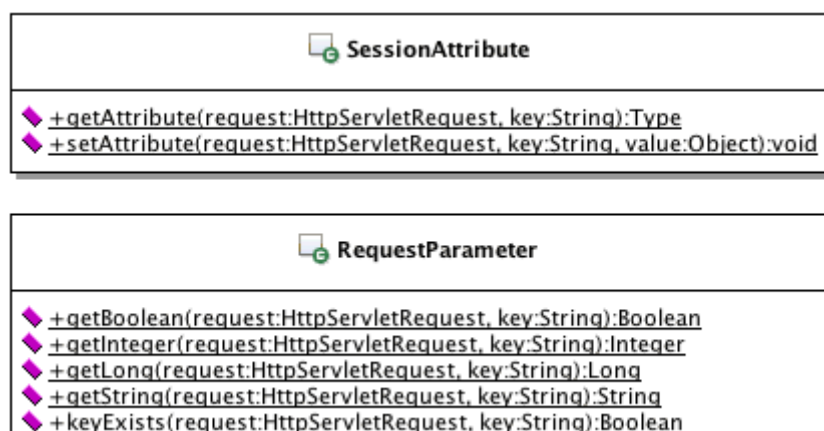 SessionAttribute
+getAttribute(request:HttpServletRequest, key:String):Type
+setAttribute(request:HttpServletRequest, key:String, value:Object):void
RequestParameter
+getBoolean(request:HttpServletRequest, key:String):Boolean
+getInteger(request:HttpServletRequest, key:String):Integer
+getLong(request:HttpServletRequest, key:String):Long
+getString(request:HttpServletRequest, key:String):String
+keyExists(request:HttpServletRequest, key:String):Boolean